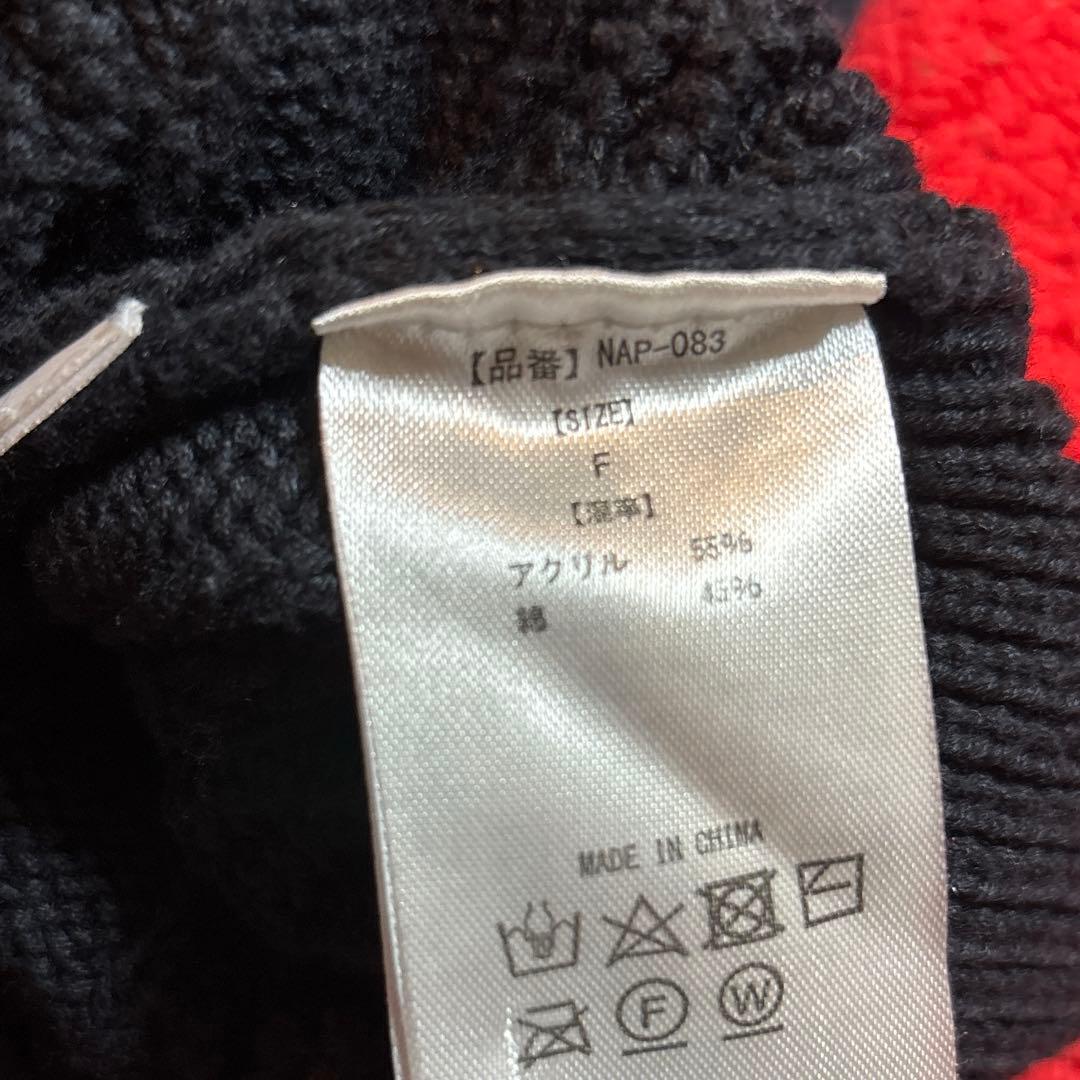 【品番】NAP-083
【SIZE】
F
【混率】
アクリル 55%
綿 45%
MADE IN CHINA
F W